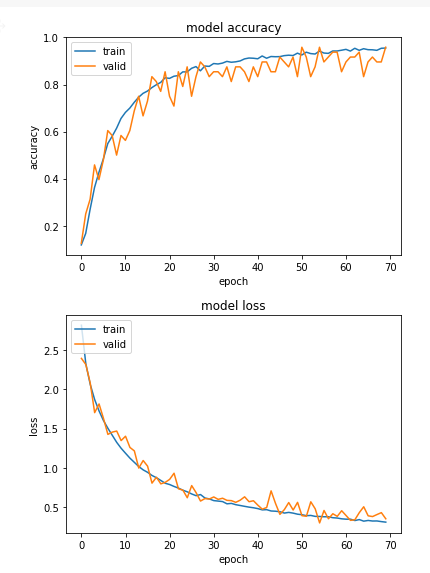 model accuracy
1.0
train
valid
0.8
0.6
0.4
0.2
accuracy
0 10 20 30 40 50 60 70
epoch
model loss
train
valid
2.5
2.0
1.5
1.0
0.5
loss
0 10 20 30 40 50 60 70
epoch